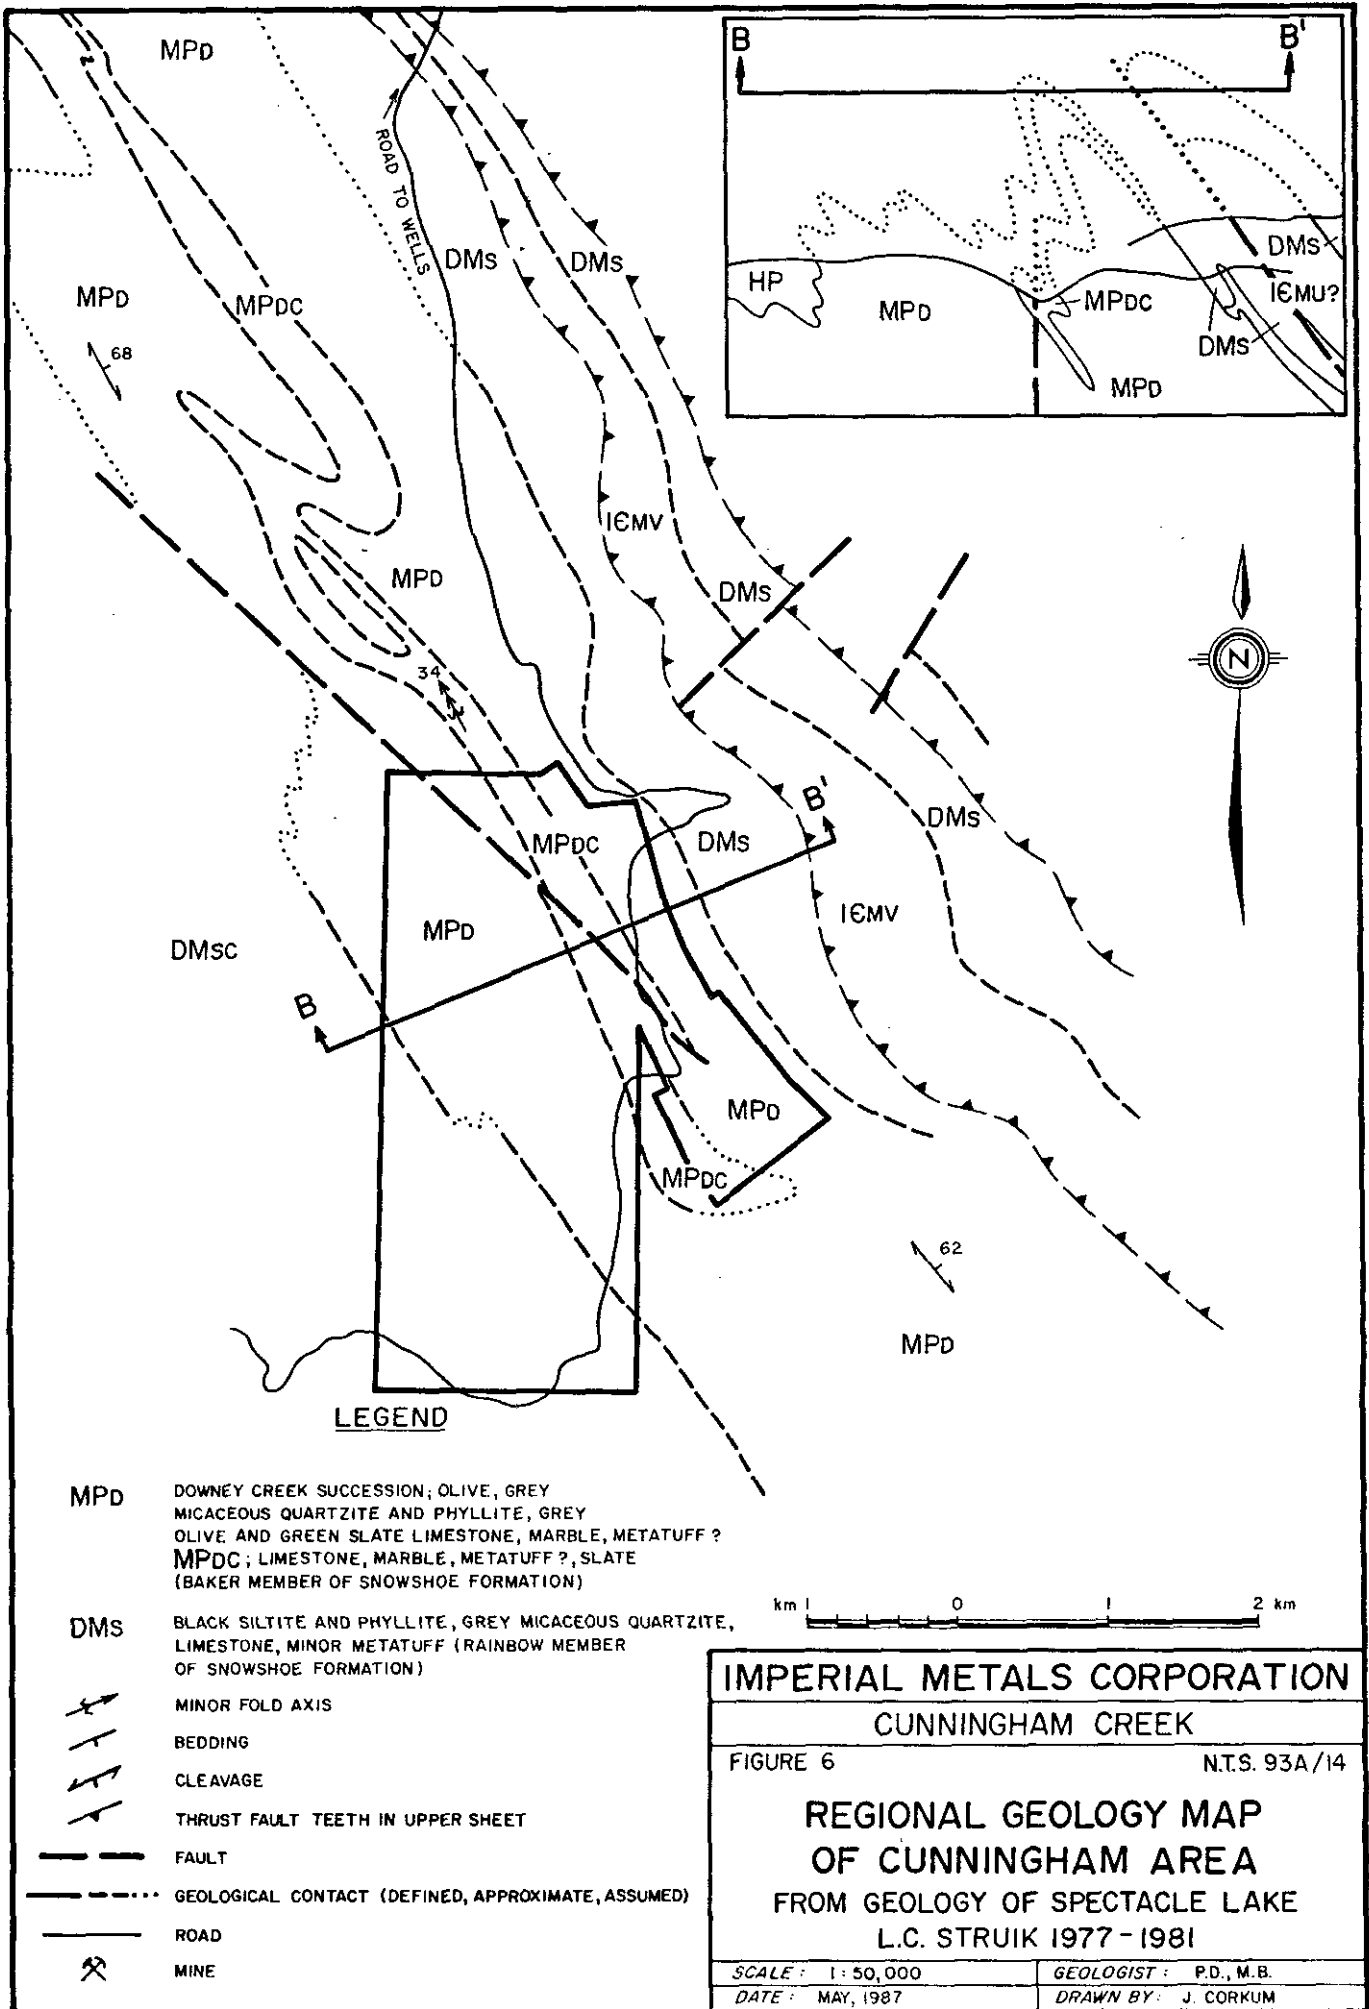 MPD
B
B'
HP
MPD
MPDC
DMS
MPD
DMS
IЄMU?
ROAD TO WELLS
DMS
DMS
MPD
MPDC
68
IЄMV
MPD
DMS
34
N
B'
MPDC
DMS
DMS
MPD
IЄMV
DMSC
B
MPD
MPDC
62
MPD
LEGEND
MPD DOWNEY CREEK SUCCESSION; OLIVE, GREY
MICACEOUS QUARTZITE AND PHYLLITE, GREY
OLIVE AND GREEN SLATE LIMESTONE, MARBLE, METATUFF ?
MPDC; LIMESTONE, MARBLE, METATUFF ?, SLATE
(BAKER MEMBER OF SNOWSHOE FORMATION)
DMS BLACK SILTITE AND PHYLLITE, GREY MICACEOUS QUARTZITE,
LIMESTONE, MINOR METATUFF (RAINBOW MEMBER
OF SNOWSHOE FORMATION)
MINOR FOLD AXIS
BEDDING
CLEAVAGE
THRUST FAULT TEETH IN UPPER SHEET
FAULT
GEOLOGICAL CONTACT (DEFINED, APPROXIMATE, ASSUMED)
ROAD
MINE
km 1 0 1 2 km
IMPERIAL METALS CORPORATION
CUNNINGHAM CREEK
FIGURE 6 N.T.S. 93A/14
REGIONAL GEOLOGY MAP
OF CUNNINGHAM AREA
FROM GEOLOGY OF SPECTACLE LAKE
L.C. STRUIK 1977-1981
SCALE : 1:50,000 GEOLOGIST : P.D., M.B.
DATE : MAY, 1987 DRAWN BY: J. CORKUM